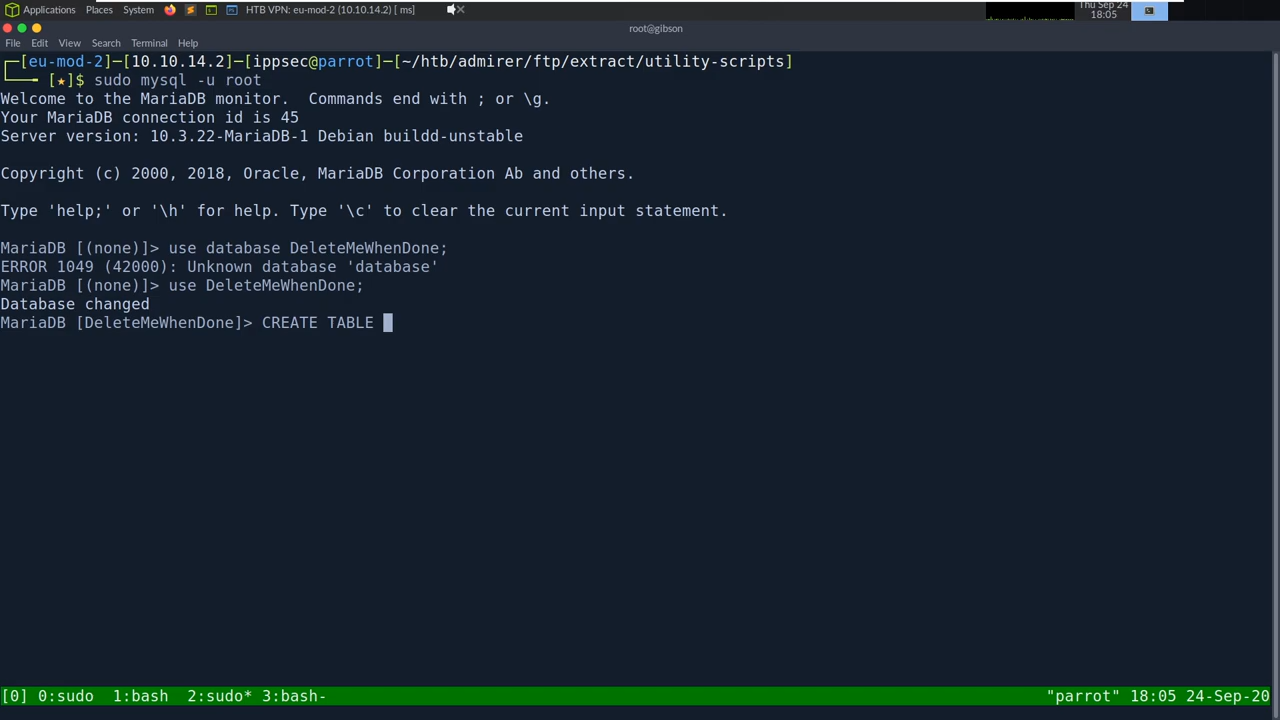 Applications Places System HTB VPN: eu-mod-2 (10.10.14.2) [ ms] Thu Sep 24
18:05
root@gibson
File Edit View Search Terminal Help
┌─[eu-mod-2]─[10.10.14.2]─[ippsec@parrot]─[~/htb/admirer/ftp/extract/utility-scripts]
└──╼ [★]$ sudo mysql -u root
Welcome to the MariaDB monitor.  Commands end with ; or \g.
Your MariaDB connection id is 45
Server version: 10.3.22-MariaDB-1 Debian buildd-unstable
Copyright (c) 2000, 2018, Oracle, MariaDB Corporation Ab and others.
Type 'help;' or '\h' for help. Type '\c' to clear the current input statement.
MariaDB [(none)]> use database DeleteMeWhenDone;
ERROR 1049 (42000): Unknown database 'database'
MariaDB [(none)]> use DeleteMeWhenDone;
Database changed
MariaDB [DeleteMeWhenDone]> CREATE TABLE
[0] 0:sudo  1:bash  2:sudo* 3:bash- "parrot" 18:05 24-Sep-20